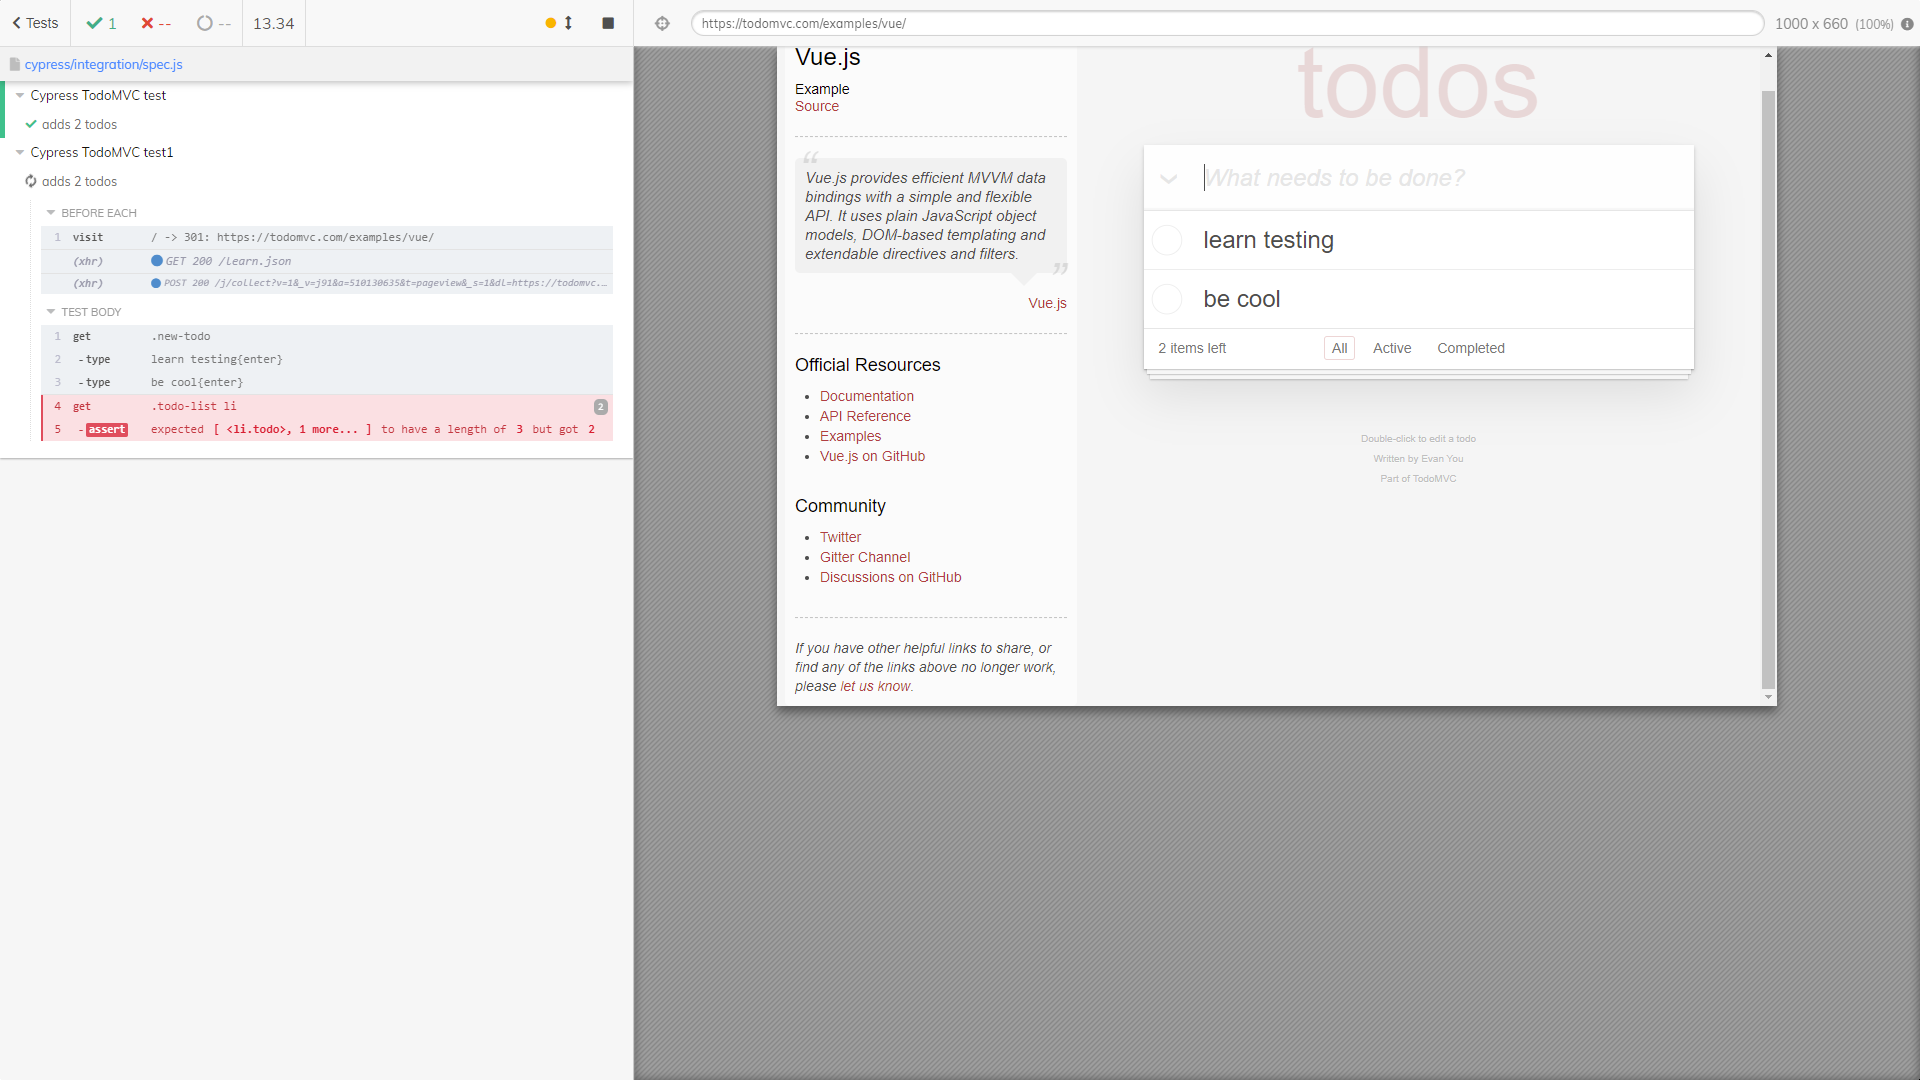 Tests
1
--
--
13.34
https://todomvc.com/examples/vue/
1000 x 660 (100%)
cypress/integration/spec.js
Cypress TodoMVC test
adds 2 todos
Cypress TodoMVC test1
adds 2 todos
BEFORE EACH
1 visit / -> 301: https://todomvc.com/examples/vue/
(xhr) GET 200 /learn.json
(xhr) POST 200 /j/collect?v=1&_v=j91&a=510130635&t=pageview&_s=1&dl=https://todomvc....
TEST BODY
1 get .new-todo
2 -type learn testing{enter}
3 -type be cool{enter}
4 get .todo-list li 2
5 -assert expected [ <li.todo>, 1 more... ] to have a length of 3 but got 2
Vue.js
Example
Source
“
Vue.js provides efficient MVVM data
bindings with a simple and flexible
API. It uses plain JavaScript object
models, DOM-based templating and
extendable directives and filters.
”
Vue.js
Official Resources
• Documentation
• API Reference
• Examples
• Vue.js on GitHub
Community
• Twitter
• Gitter Channel
• Discussions on GitHub
If you have other helpful links to share, or
find any of the links above no longer work,
please let us know.
todos
What needs to be done?
learn testing
be cool
2 items left All Active Completed
Double-click to edit a todo
Written by Evan You
Part of TodoMVC